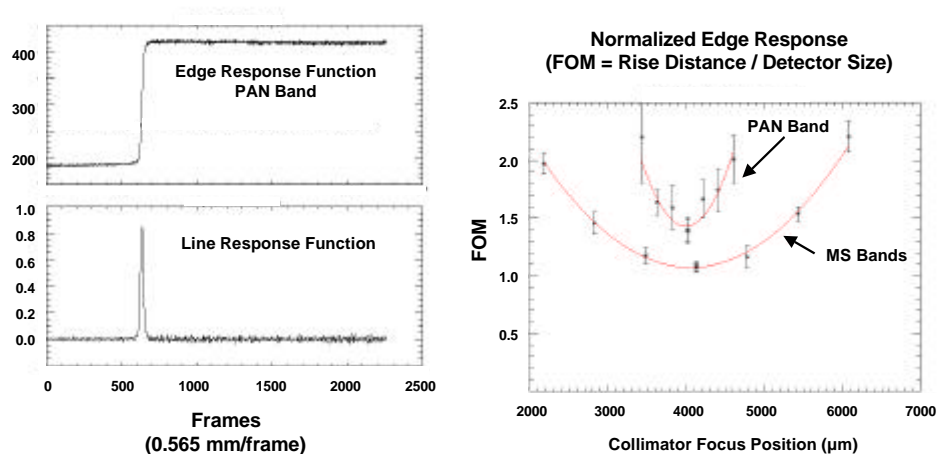 400
300
200
Edge Response Function
PAN Band
1.0
0.8
0.6
0.4
0.2
0.0
Line Response Function
0 500 1000 1500 2000 2500
Frames
(0.565 mm/frame)
Normalized Edge Response
(FOM = Rise Distance / Detector Size)
2.5
2.0
1.5
1.0
0.5
FOM
PAN Band
MS Bands
2000 3000 4000 5000 6000 7000
Collimator Focus Position (µm)